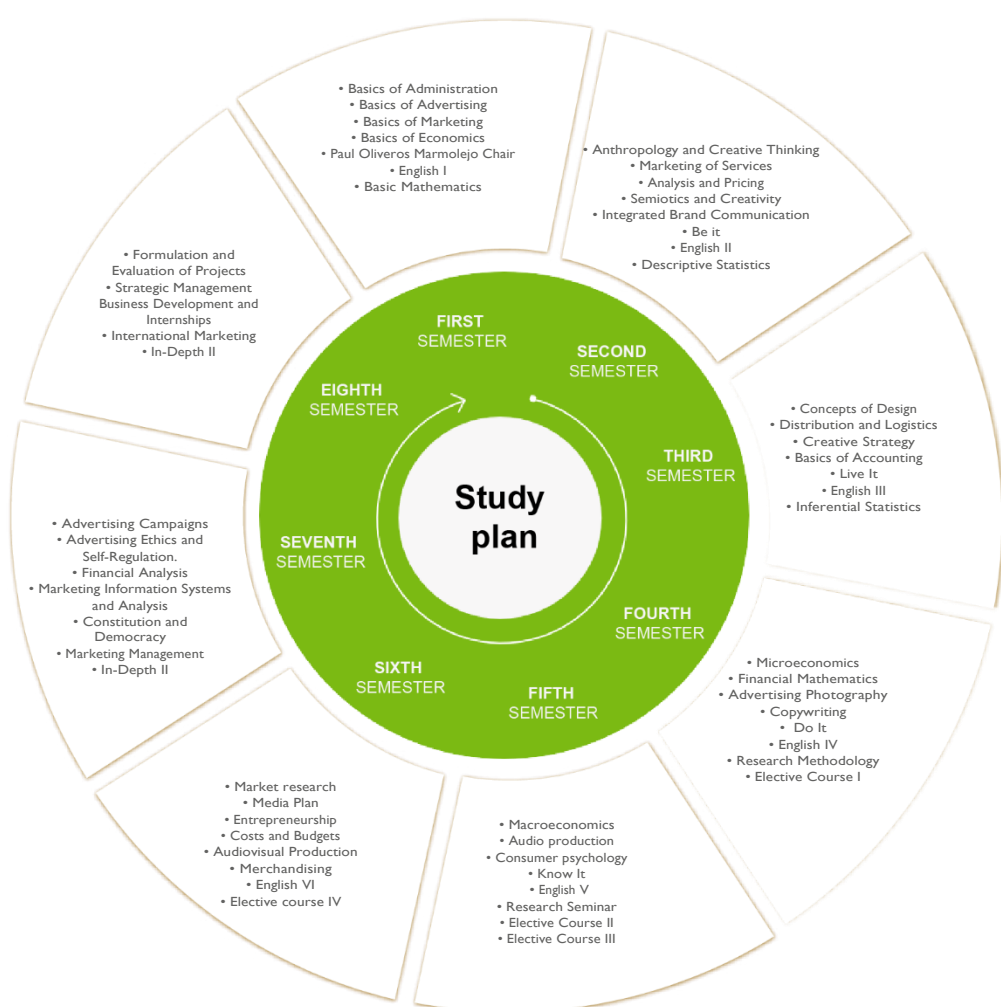 Study
plan
FIRST
SEMESTER
• Basics of Administration
• Basics of Advertising
• Basics of Marketing
• Basics of Economics
• Paul Oliveros Marmolejo Chair
• English I
• Basic Mathematics
SECOND
SEMESTER
• Anthropology and Creative Thinking
• Marketing of Services
• Analysis and Pricing
• Semiotics and Creativity
• Integrated Brand Communication
• Be it
• English II
• Descriptive Statistics
THIRD
SEMESTER
• Concepts of Design
• Distribution and Logistics
• Creative Strategy
• Basics of Accounting
• Live It
• English III
• Inferential Statistics
FOURTH
SEMESTER
• Microeconomics
• Financial Mathematics
• Advertising Photography
• Copywriting
• Do It
• English IV
• Research Methodology
• Elective Course I
FIFTH
SEMESTER
• Macroeconomics
• Audio production
• Consumer psychology
• Know It
• English V
• Research Seminar
• Elective Course II
• Elective Course III
SIXTH
SEMESTER
• Market research
• Media Plan
• Entrepreneurship
• Costs and Budgets
• Audiovisual Production
• Merchandising
• English VI
• Elective course IV
SEVENTH
SEMESTER
• Advertising Campaigns
• Advertising Ethics and
Self-Regulation.
• Financial Analysis
• Marketing Information Systems
and Analysis
• Constitution and
Democracy
• Marketing Management
• In-Depth II
EIGHTH
SEMESTER
• Formulation and
Evaluation of Projects
• Strategic Management
Business Development and
Internships
• International Marketing
• In-Depth II